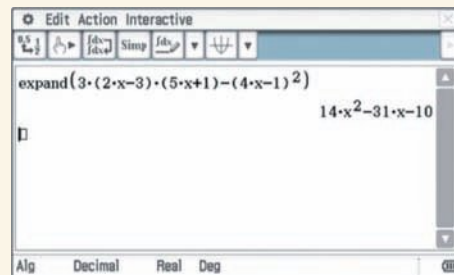 Edit Action Interactive
Simp
expand(3·(2·x−3)·(5·x+1)−(4·x−1)²)
14·x²−31·x−10
Alg Decimal Real Deg